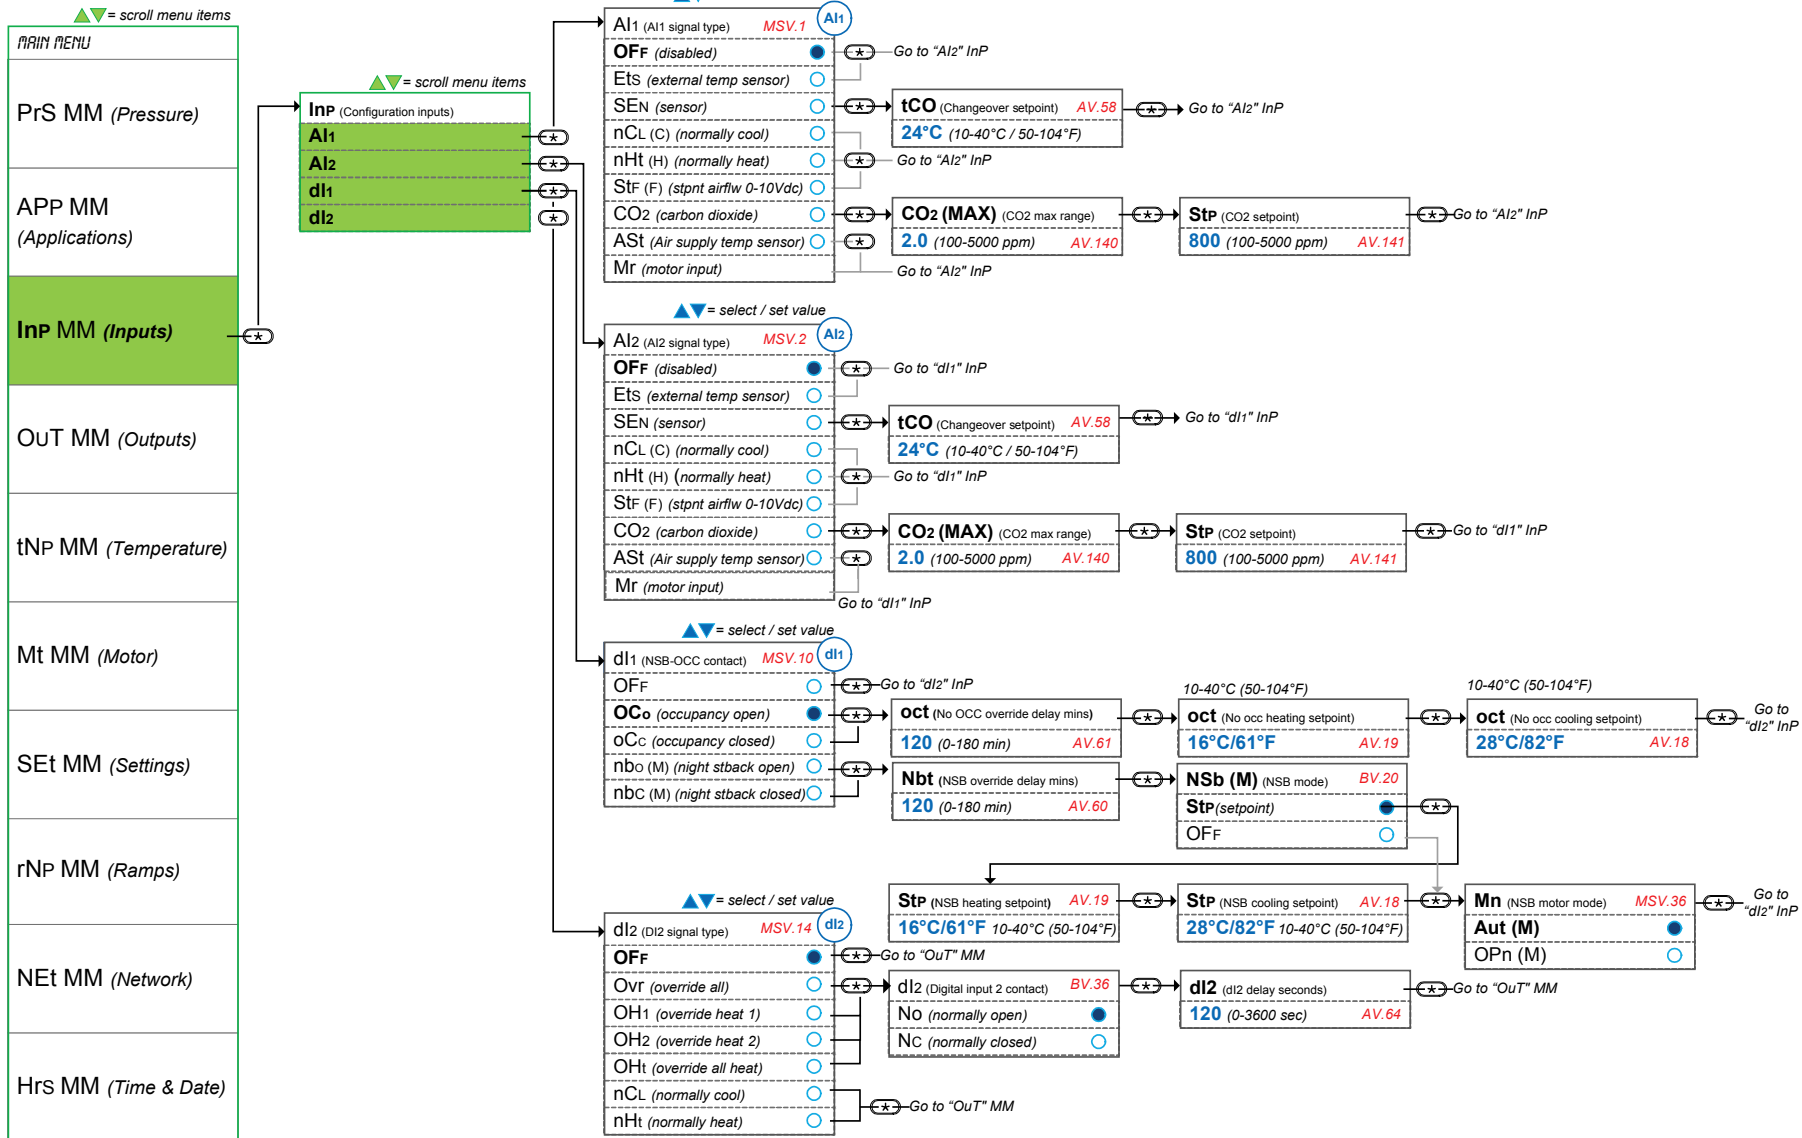 = scroll menu items
MAIN MENU
PrS MM (Pressure)
APP MM
(Applications)
InP MM (Inputs)
OUT MM (Outputs)
tNP MM (Temperature)
Mt MM (Motor)
SEt MM (Settings)
rNP MM (Ramps)
NEt MM (Network)
HrS MM (Time & Date)
= scroll menu items
InP (Configuration inputs)
AI1
AI2
dI1
dI2
*
*
*
*
*
AI1 (AI1 signal type) MSV.1 AI1
OFF (disabled) * Go to “AI2" InP
Ets (external temp sensor)
SEN (sensor) * tCO (Changeover setpoint) AV.58 * Go to “AI2" InP
24°C (10-40°C / 50-104°F)
nCL (C) (normally cool)
nHt (H) (normally heat) * Go to “AI2" InP
StF (F) (stpnt airflw 0-10Vdc)
CO2 (carbon dioxide) * CO2 (MAX) (CO2 max range) * StP (CO2 setpoint) * Go to “AI2" InP
2.0 (100-5000 ppm) AV.140 800 (100-5000 ppm) AV.141
ASt (Air supply temp sensor) *
Mr (motor input) Go to “AI2" InP
= select / set value
AI2 (AI2 signal type) MSV.2 AI2
OFF (disabled) * Go to “dI1" InP
Ets (external temp sensor)
SEN (sensor) * tCO (Changeover setpoint) AV.58 * Go to “dI1" InP
24°C (10-40°C / 50-104°F)
nCL (C) (normally cool)
nHt (H) (normally heat) * Go to “dI1" InP
StF (F) (stpnt airflw 0-10Vdc)
CO2 (carbon dioxide) * CO2 (MAX) (CO2 max range) * StP (CO2 setpoint) * Go to “dI1" InP
2.0 (100-5000 ppm) AV.140 800 (100-5000 ppm) AV.141
ASt (Air supply temp sensor) *
Mr (motor input)
Go to “dI1" InP
= select / set value
dI1 (NSB-OCC contact) MSV.10 dI1
OFF * Go to “dI2" InP
OCo (occupancy open) *
oCc (occupancy closed)
nbo (M) (night stback open) *
nbC (M) (night stback closed)
oct (No OCC override delay mins)
120 (0-180 min) AV.61
*
10-40°C (50-104°F)
oct (No occ heating setpoint)
16°C/61°F AV.19
*
10-40°C (50-104°F)
oct (No occ cooling setpoint)
28°C/82°F AV.18
* Go to
“dI2" InP
Nbt (NSB override delay mins)
120 (0-180 min) AV.60
*
NSb (M) (NSB mode) BV.20
StP(setpoint) *
OFF
StP (NSB heating setpoint) AV.19
16°C/61°F 10-40°C (50-104°F)
*
StP (NSB cooling setpoint) AV.18
28°C/82°F 10-40°C (50-104°F)
*
Mn (NSB motor mode) MSV.36
Aut (M)
OPn (M)
* Go to
“dI2" InP
= select / set value
dI2 (DI2 signal type) MSV.14 dI2
OFF * Go to “OuT" MM
Ovr (override all) *
OH1 (override heat 1)
OH2 (override heat 2)
OHt (override all heat)
nCL (normally cool)
nHt (normally heat)
* Go to “OuT" MM
dI2 (Digital input 2 contact) BV.36
No (normally open)
Nc (normally closed)
*
dI2 (dI2 delay seconds)
120 (0-3600 sec) AV.64
* Go to “OuT" MM